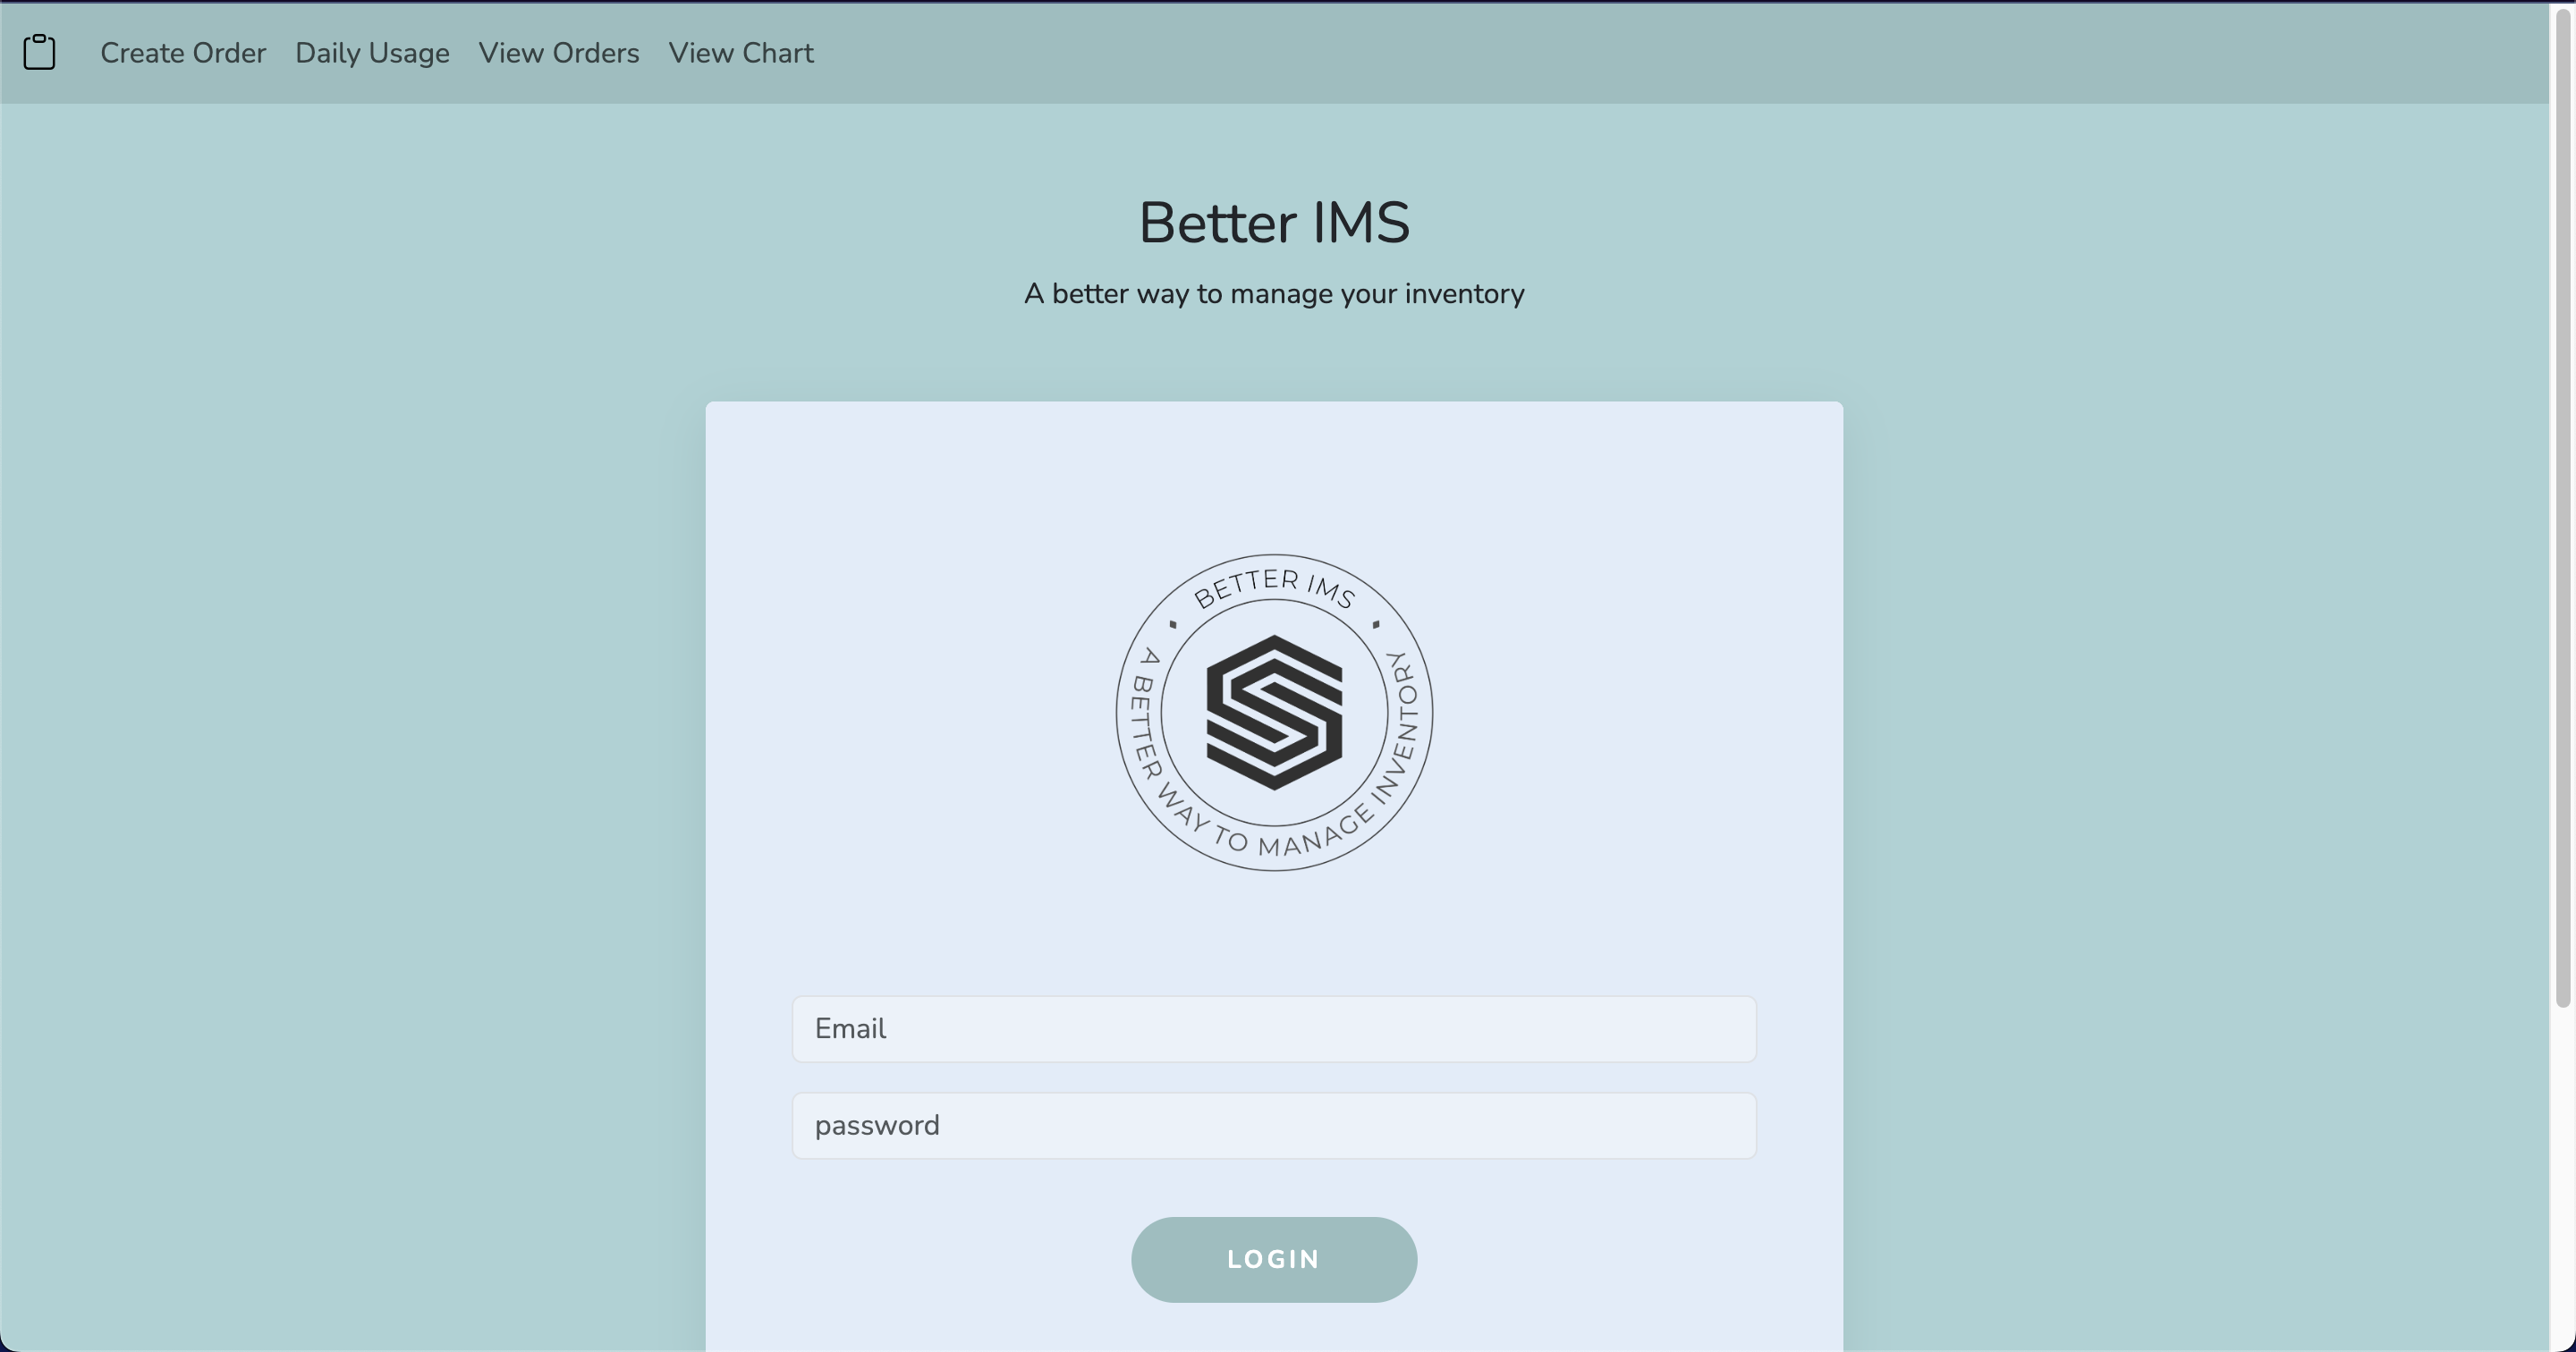 Create Order Daily Usage View Orders View Chart
Better IMS
A better way to manage your inventory
BETTER IMS
A BETTER WAY TO MANAGE INVENTORY
Email
password
LOGIN